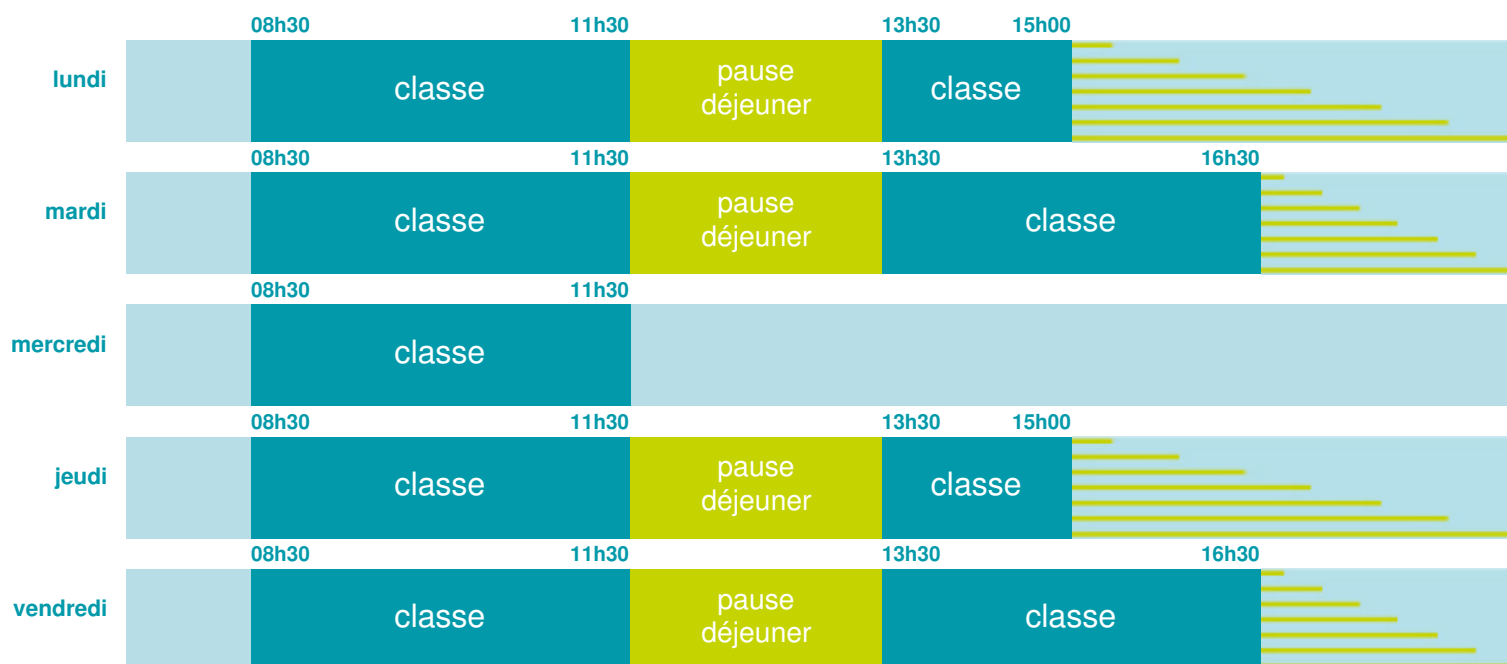 08h30 11h30 13h30 15h00
lundi
classe
pause
déjeuner
classe
08h30 11h30 13h30 16h30
mardi
classe
pause
déjeuner
classe
08h30 11h30
mercredi
classe
08h30 11h30 13h30 15h00
jeudi
classe
pause
déjeuner
classe
08h30 11h30 13h30 16h30
vendredi
classe
pause
déjeuner
classe